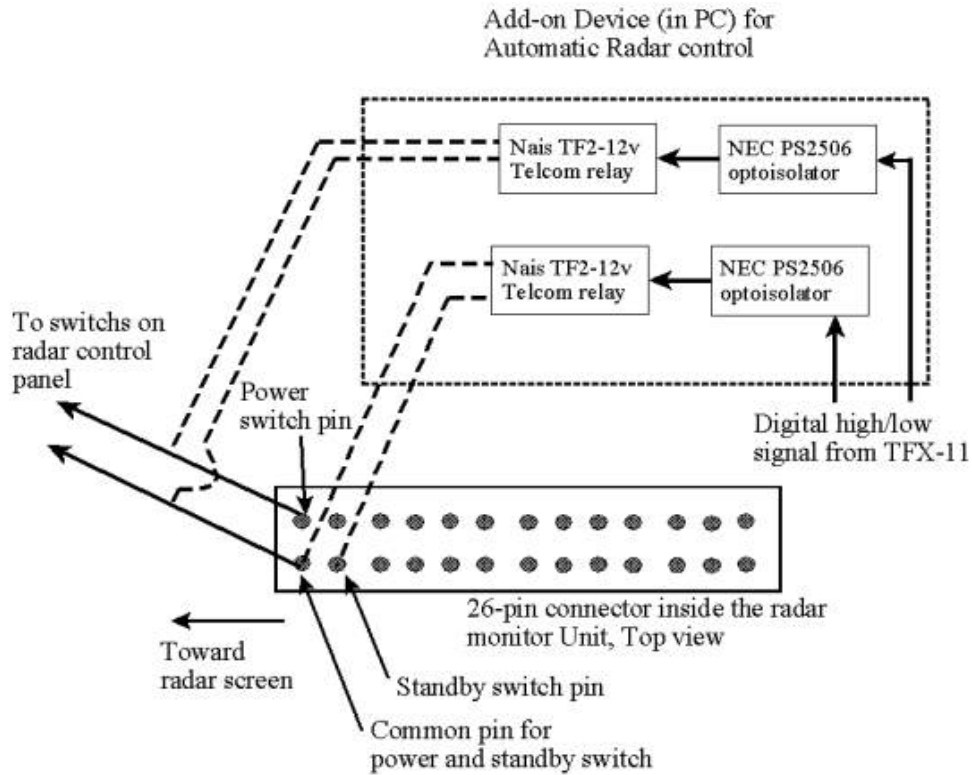 Add-on Device (in PC) for
Automatic Radar control
Nais TF2-12v
Telcom relay
NEC PS2506
optoisolator
Nais TF2-12v
Telcom relay
NEC PS2506
optoisolator
To switchs on
radar control
panel
Power
switch pin
Digital high/low
signal from TFX-11
26-pin connector inside the radar
monitor Unit, Top view
Toward
radar screen
Standby switch pin
Common pin for
power and standby switch